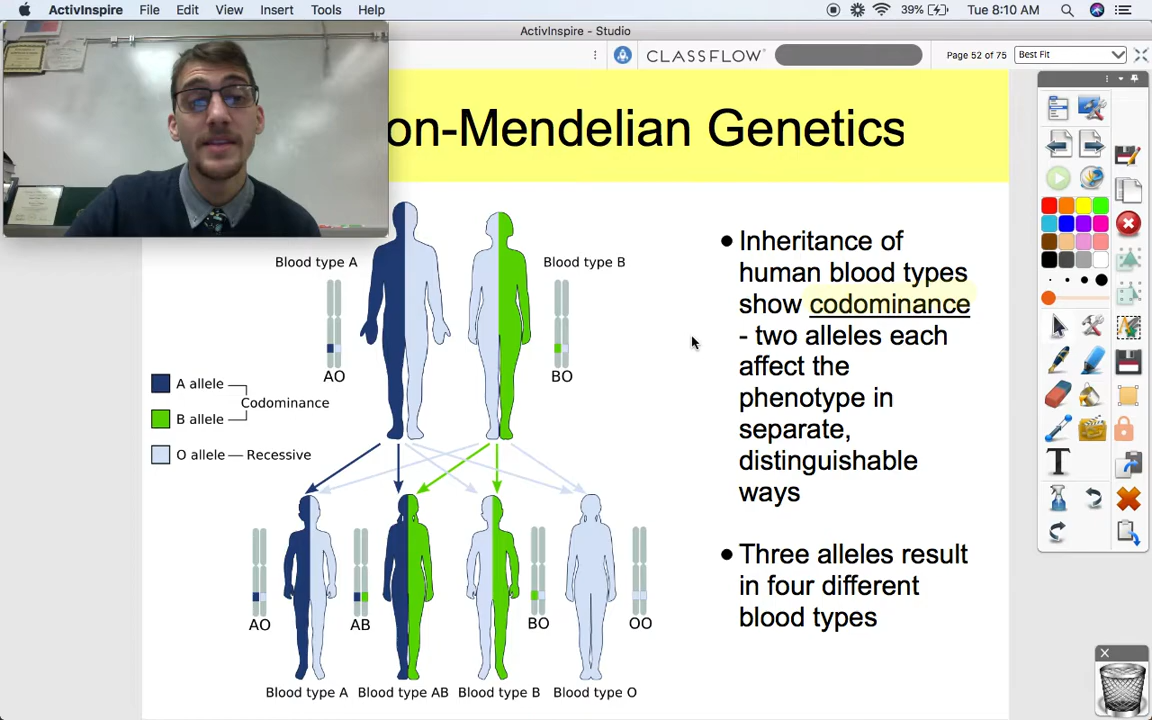 ActivInspire File Edit View Insert Tools Help 39% Tue 8:10 AM
ActivInspire - Studio
CLASSFLOW Page 52 of 75 Best Fit
on-Mendelian Genetics
Blood type A
Blood type B
AO
BO
A allele
Codominance
B allele
O allele — Recessive
AO
AB
BO
OO
Blood type A Blood type AB Blood type B Blood type O
• Inheritance of
human blood types
show codominance
- two alleles each
affect the
phenotype in
separate,
distinguishable
ways
• Three alleles result
in four different
blood types
T